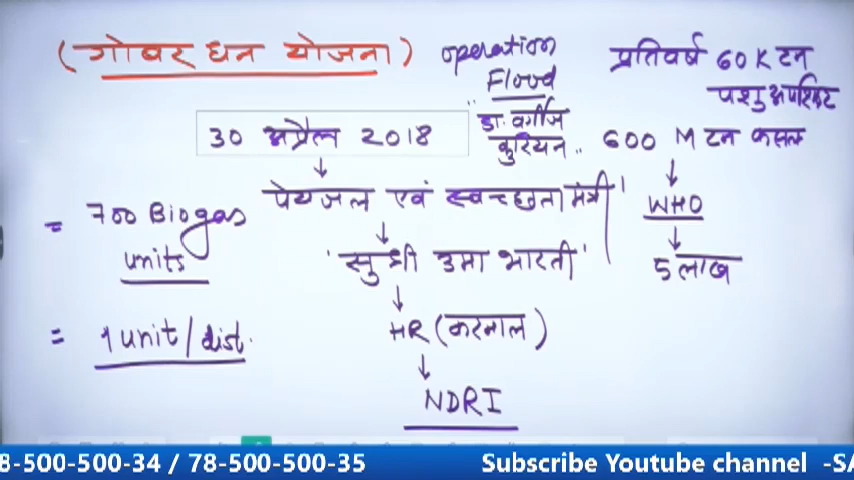 (गोबर धन योजना)
operation
Flood
डा. वर्गीज
कुरियन..
प्रतिवर्ष 60 K टन
पशु अपशिष्ट
30 अप्रैल 2018
600 M टन फसल
पेयजल एवं स्वच्छता मंत्री
WHO
= 700 Biogas
units
'सुश्री उमा भारती'
5 लाख
= 1 unit/dist.
HR (करनाल)
NDRI
8-500-500-34 / 78-500-500-35
Subscribe Youtube channel -SA